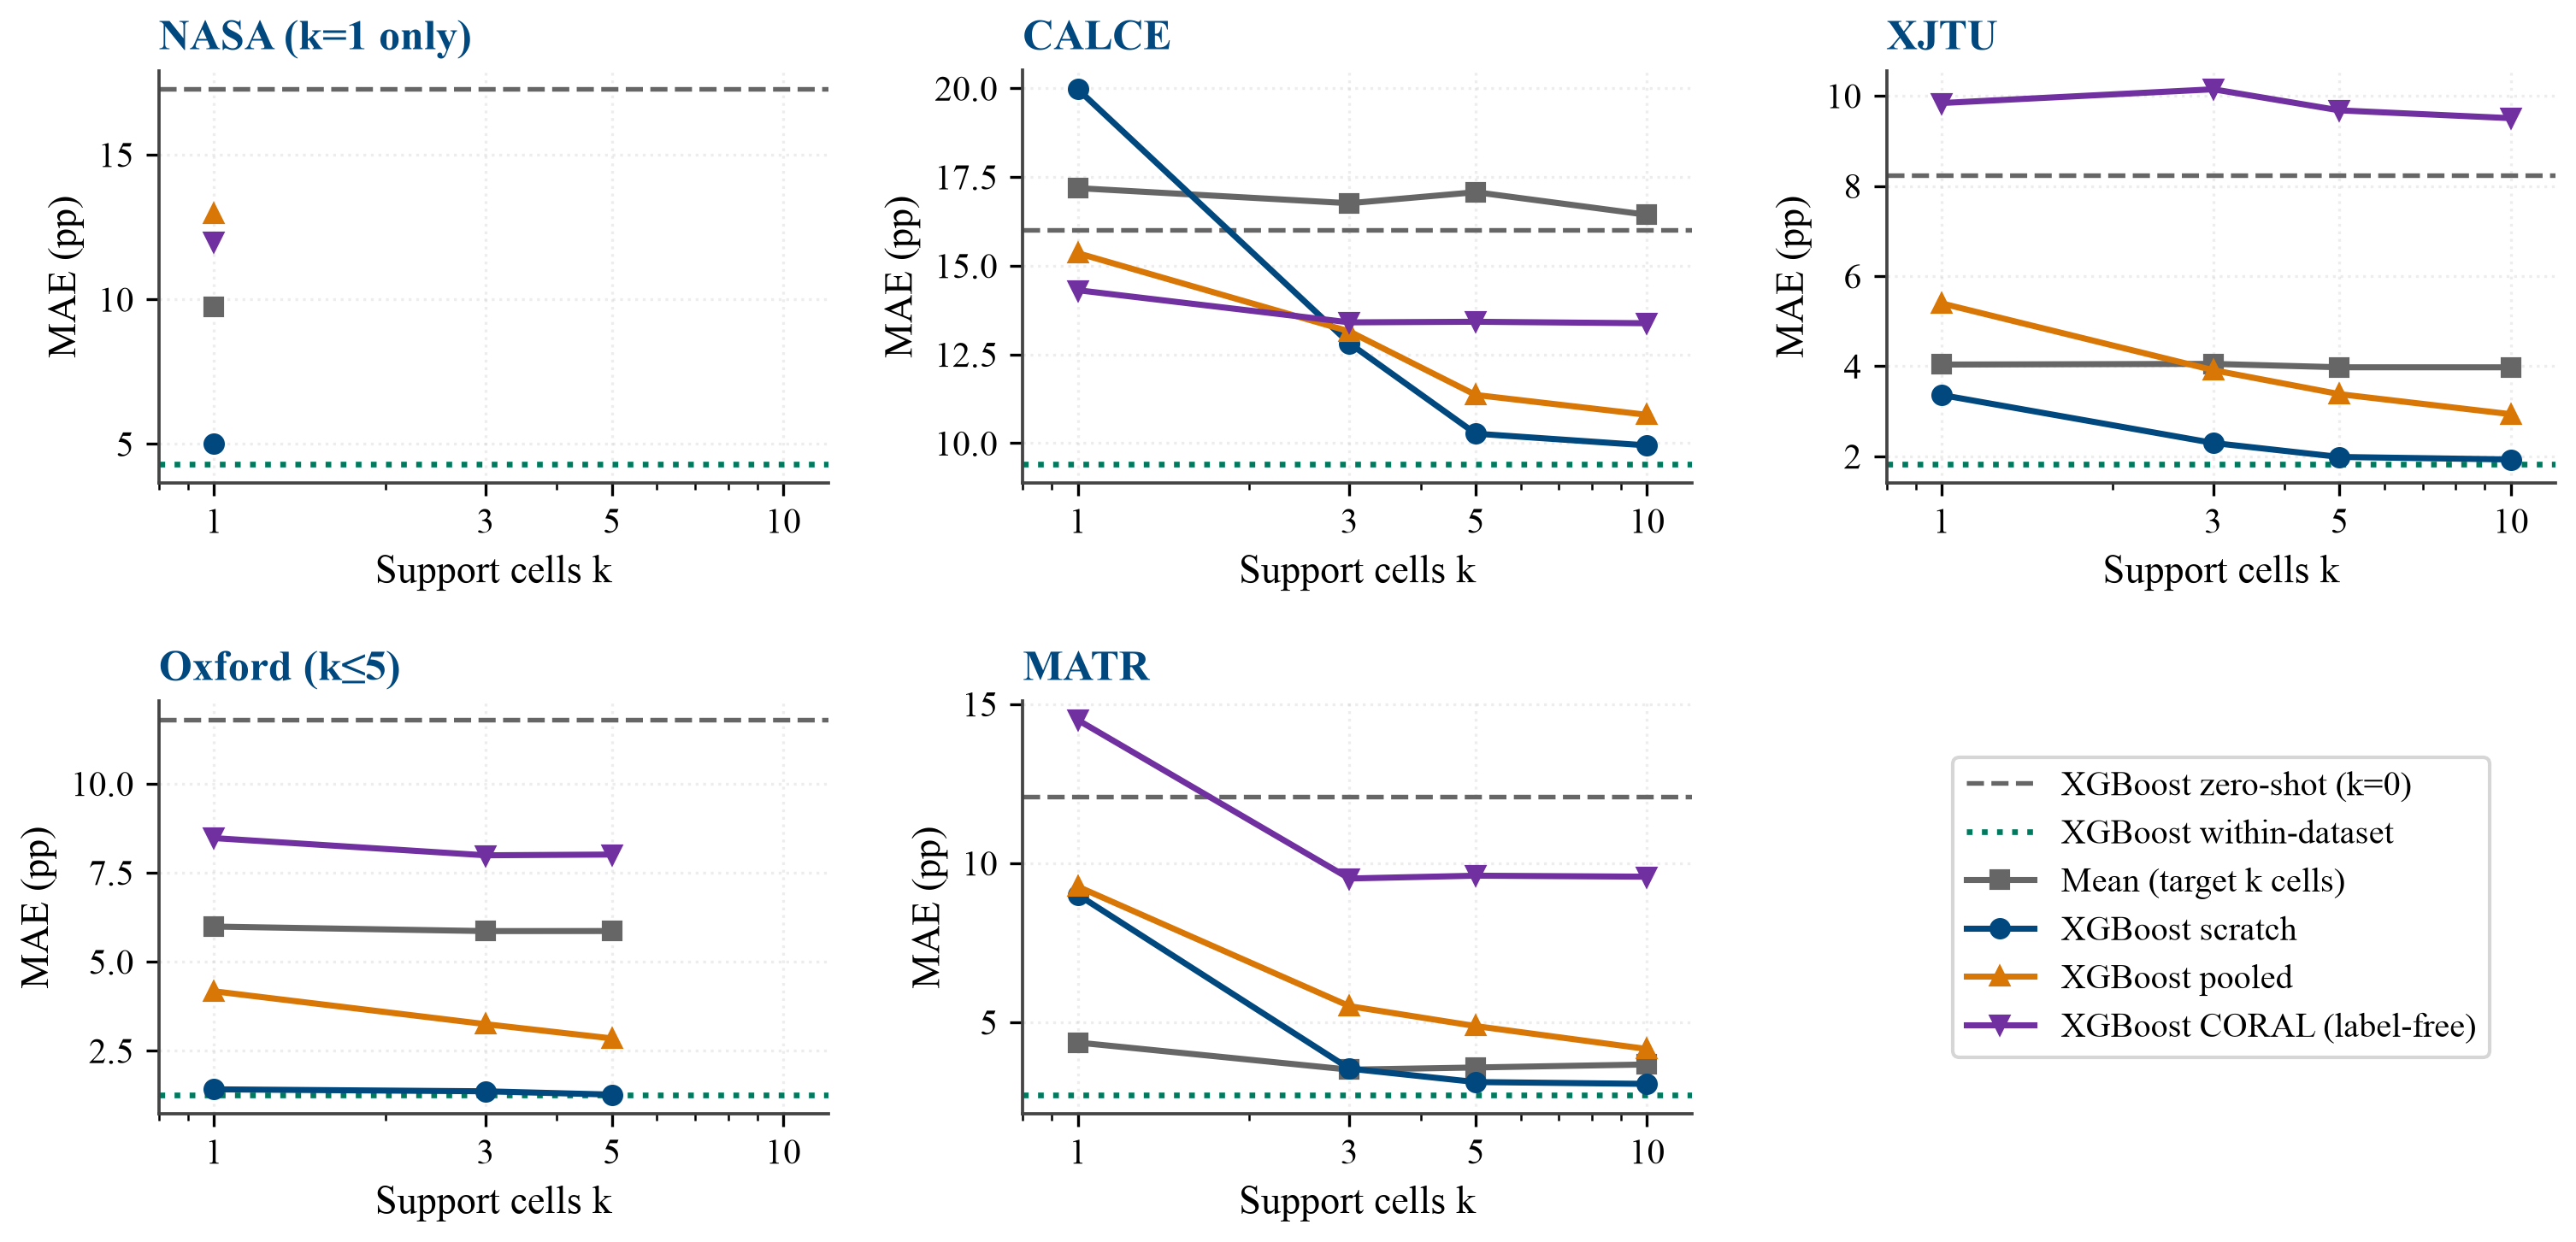 NASA (k=1 only)
MAE (pp)
15
10
5
1
3
5
10
Support cells k
CALCE
MAE (pp)
20.0
17.5
15.0
12.5
10.0
1
3
5
10
Support cells k
XJTU
MAE (pp)
10
8
6
4
2
1
3
5
10
Support cells k
Oxford (k≤5)
MAE (pp)
10.0
7.5
5.0
2.5
1
3
5
10
Support cells k
MATR
MAE (pp)
15
10
5
1
3
5
10
Support cells k
XGBoost zero-shot (k=0)
XGBoost within-dataset
Mean (target k cells)
XGBoost scratch
XGBoost pooled
XGBoost CORAL (label-free)